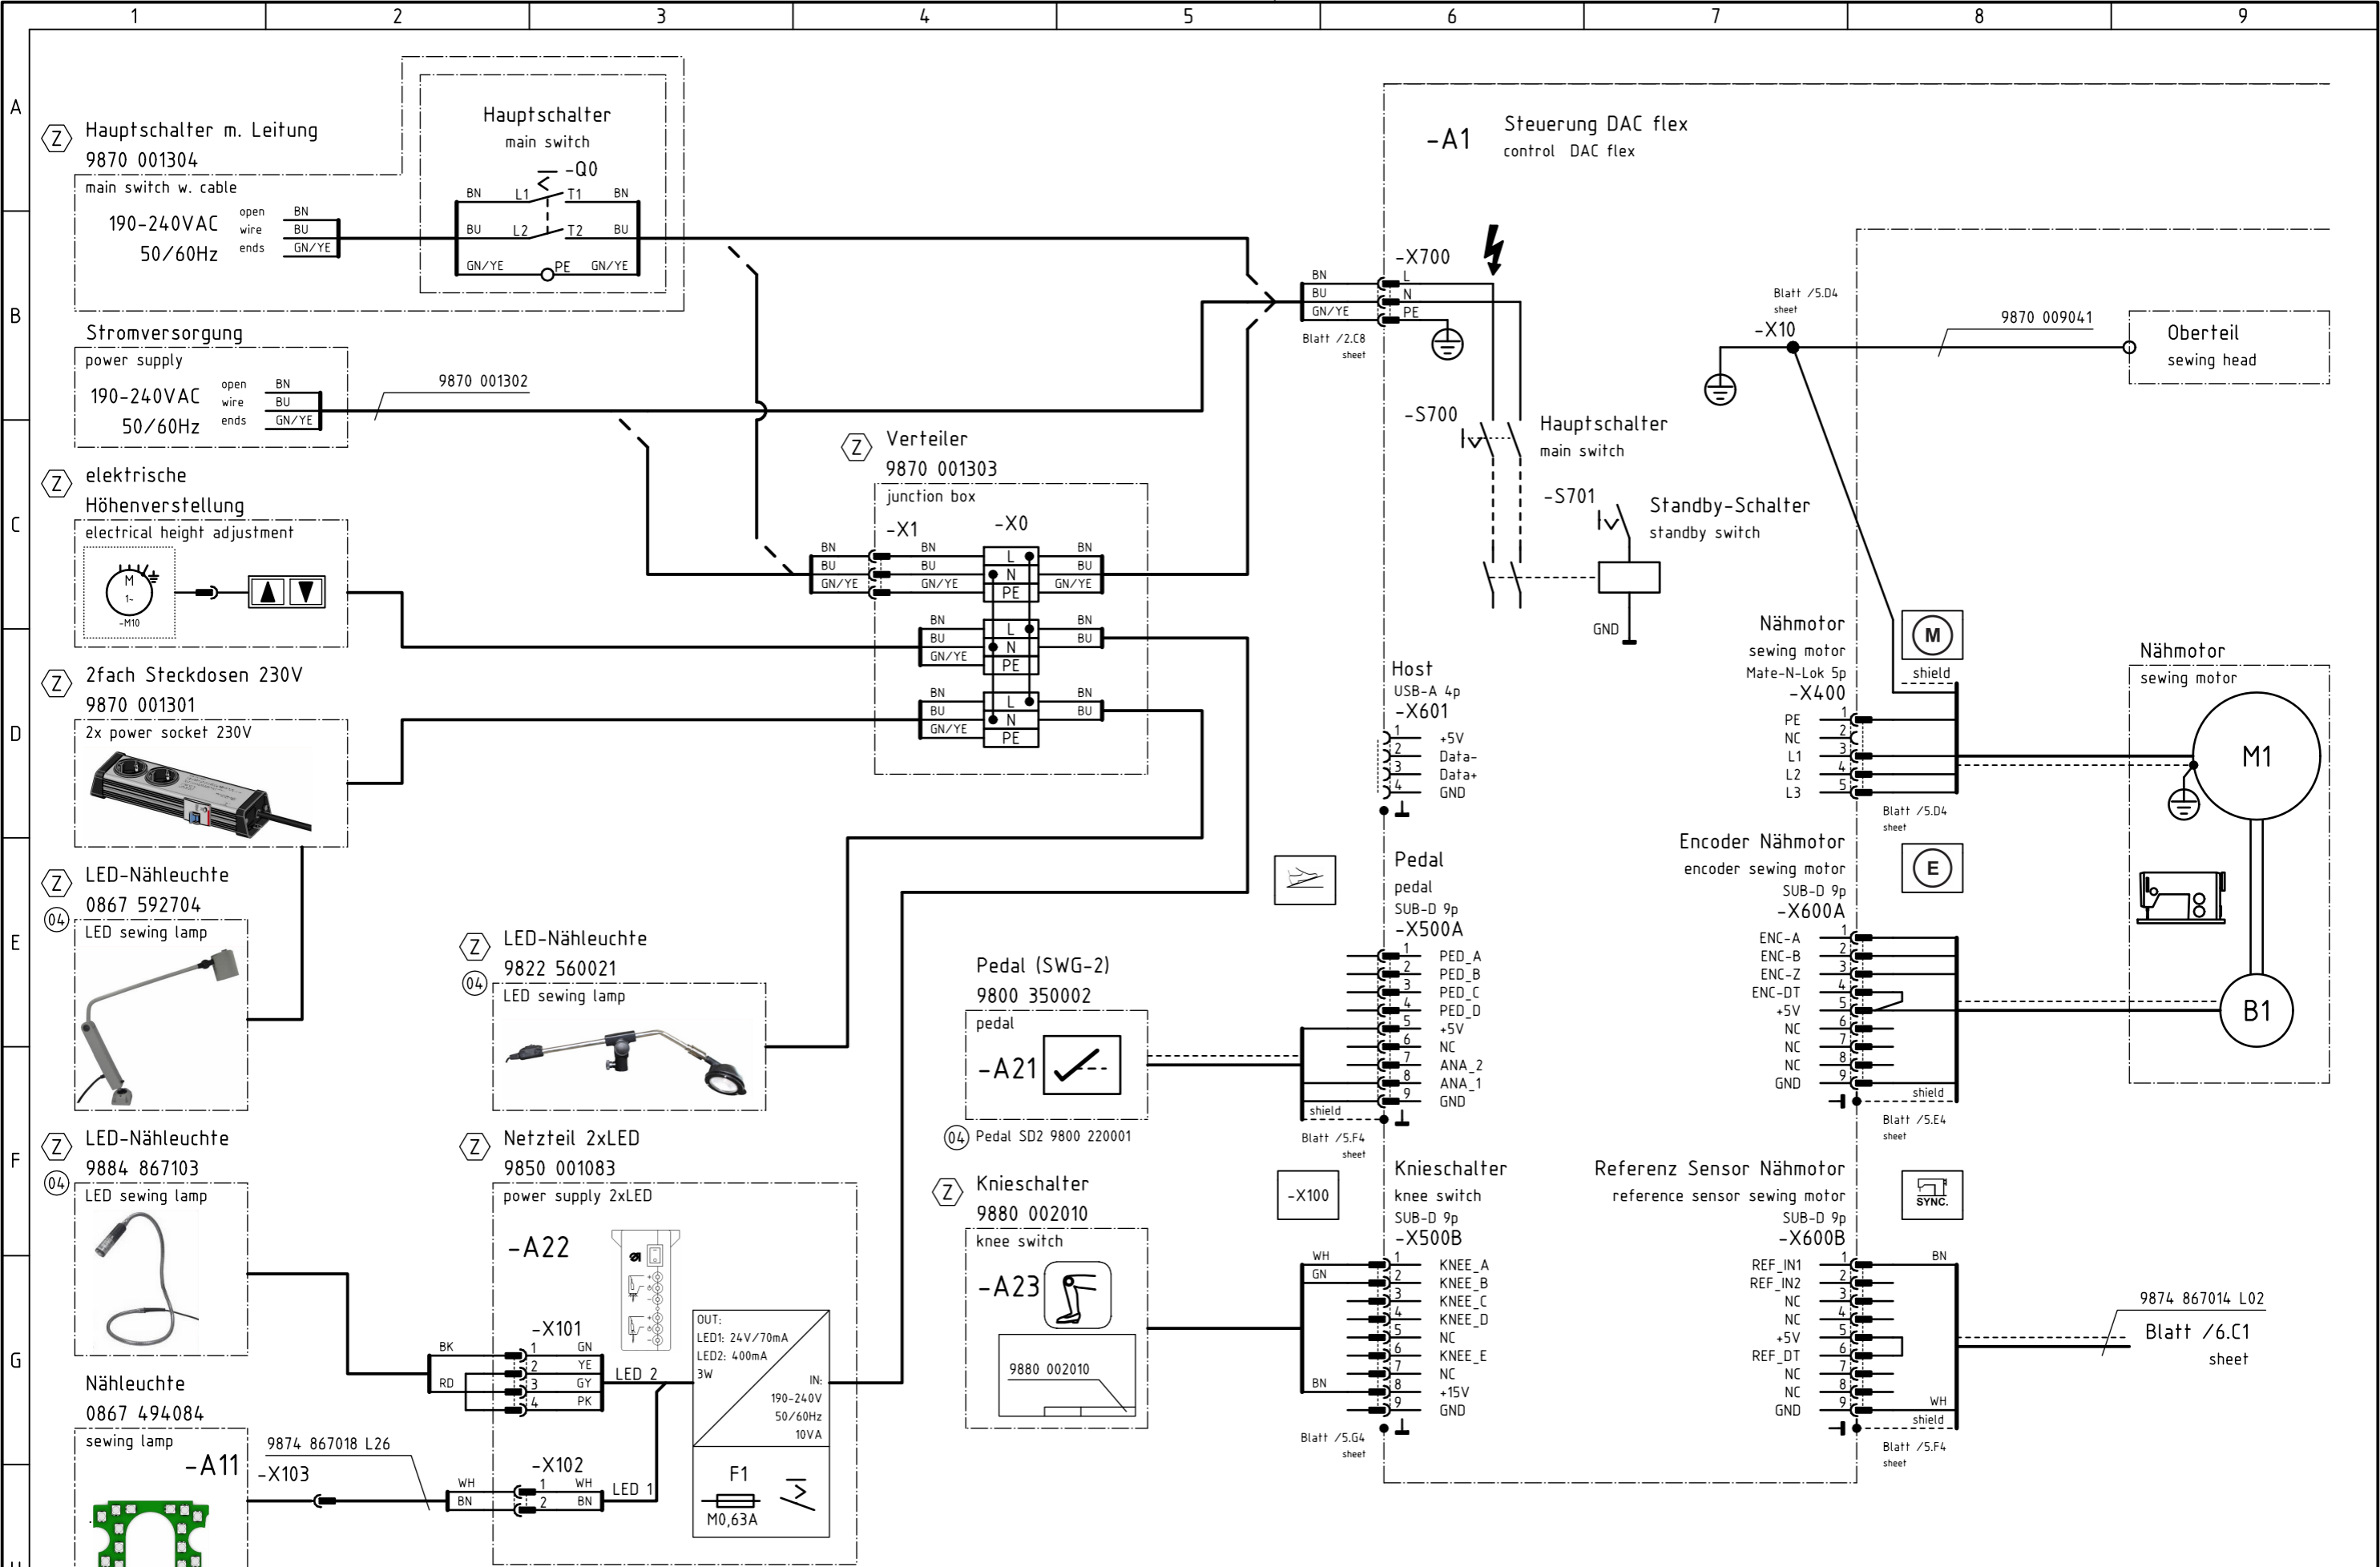 1 2 3 4 5 6 7 8 9
A
B
C
D
E
F
G
Z
Hauptschalter m. Leitung
9870 001304
main switch w. cable
190-240VAC
50/60Hz
open
wire
ends
BN
BU
GN/YE
Hauptschalter
main switch
-Q0
BN L1 T1 BN
BU L2 T2 BU
GN/YE PE GN/YE
Stromversorgung
power supply
190-240VAC
50/60Hz
open
wire
ends
BN
BU
GN/YE
9870 001302
Z
elektrische
Höhenverstellung
electrical height adjustment
M
1~
-M10
Z
2fach Steckdosen 230V
9870 001301
2x power socket 230V
Z
LED-Nähleuchte
0867 592704
04
LED sewing lamp
Z
LED-Nähleuchte
9822 560021
04
LED sewing lamp
Z
LED-Nähleuchte
9884 867103
04
LED sewing lamp
Nähleuchte
0867 494084
sewing lamp
-A11
9874 867018 L26
-X103
Z
Netzteil 2xLED
9850 001083
power supply 2xLED
-A22
-X101
BK 1 GN
2 YE
RD 3 GY
4 PK
LED 2
-X102
WH 1 WH
BN 2 BN
LED 1
OUT:
LED1: 24V/70mA
LED2: 400mA
3W
IN:
190-240V
50/60Hz
10VA
F1
M0,63A
Z
Verteiler
9870 001303
junction box
-X1
-X0
BN BN L BN
BU BU N BU
GN/YE GN/YE PE GN/YE
BN L BN
BU N BU
GN/YE PE
BN L BN
BU N BU
GN/YE PE
Pedal (SWG-2)
9800 350002
pedal
-A21
04 Pedal SD2 9800 220001
Z
Knieschalter
9880 002010
knee switch
-A23
9880 002010
-A1
Steuerung DAC flex
control DAC flex
-X700
BN L
BU N
GN/YE PE
Blatt /2.C8
sheet
-S700
Hauptschalter
main switch
-S701
Standby-Schalter
standby switch
GND
Host
USB-A 4p
-X601
1 +5V
2 Data-
3 Data+
4 GND
Pedal
pedal
SUB-D 9p
-X500A
1 PED_A
2 PED_B
3 PED_C
4 PED_D
5 +5V
6 NC
7 ANA_2
8 ANA_1
9 GND
shield
Blatt /5.F4
sheet
-X100
Knieschalter
knee switch
SUB-D 9p
-X500B
WH 1 KNEE_A
GN 2 KNEE_B
3 KNEE_C
4 KNEE_D
5 NC
6 KNEE_E
7 NC
BN 8 +15V
9 GND
Blatt /5.G4
sheet
Blatt /5.D4
sheet
-X10
9870 009041
Oberteil
sewing head
Nähmotor
sewing motor
Mate-N-Lok 5p
-X400
M
shield
PE 1
NC 2
L1 3
L2 4
L3 5
Blatt /5.D4
sheet
Nähmotor
sewing motor
M1
B1
Encoder Nähmotor
encoder sewing motor
SUB-D 9p
-X600A
E
ENC-A 1
ENC-B 2
ENC-Z 3
ENC-DT 4
+5V 5
NC 6
NC 7
NC 8
GND 9
shield
Blatt /5.E4
sheet
Referenz Sensor Nähmotor
reference sensor sewing motor
SUB-D 9p
-X600B
SYNC.
REF_IN1 1 BN
REF_IN2 2
NC 3
NC 4
+5V 5
REF_DT 6
NC 7
NC 8
GND 9 WH
shield
Blatt /5.F4
sheet
9874 867014 L02
Blatt /6.C1
sheet